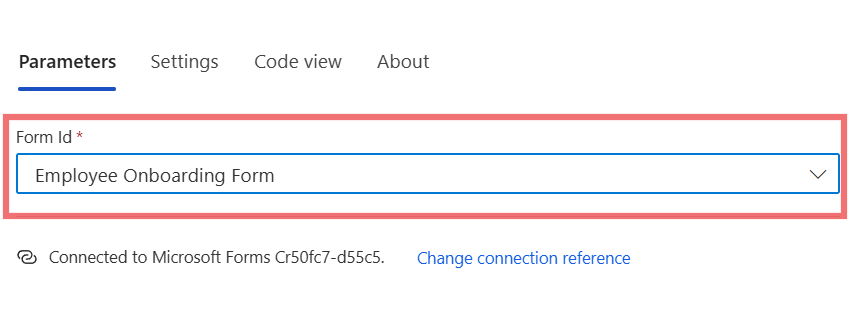 Parameters Settings Code view About
Form Id *
Employee Onboarding Form
Connected to Microsoft Forms Cr50fc7-d55c5. Change connection reference